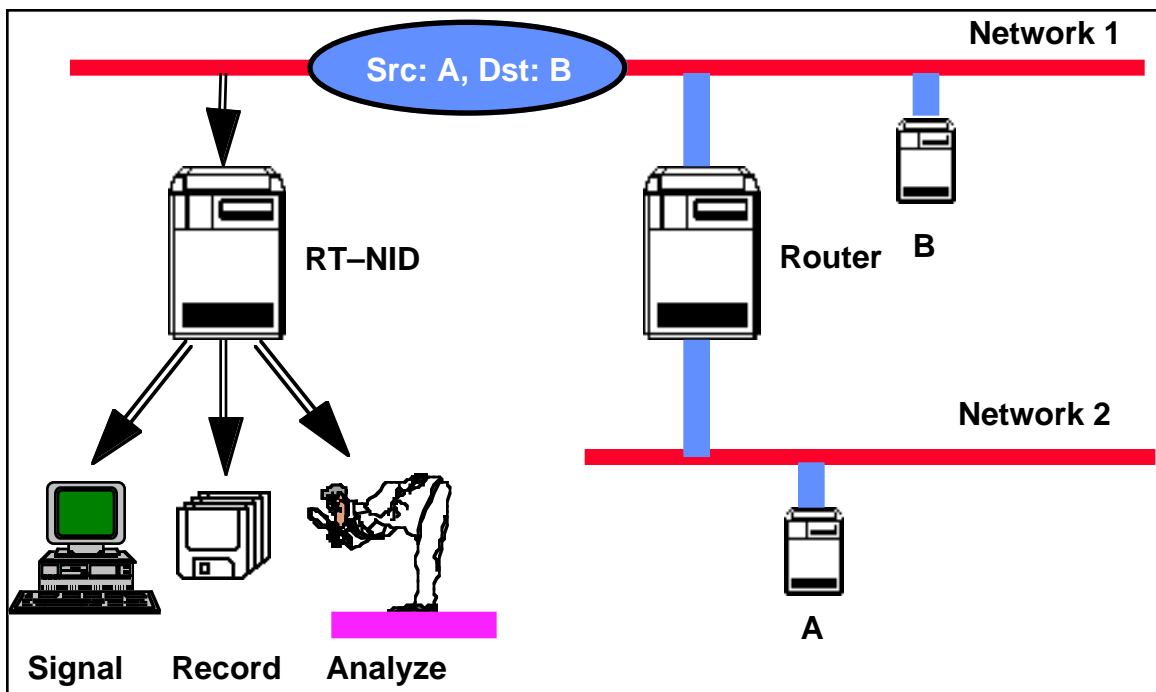 Network 1
Src: A, Dst: B
RT–NID
Router
B
Network 2
A
Signal
Record
Analyze